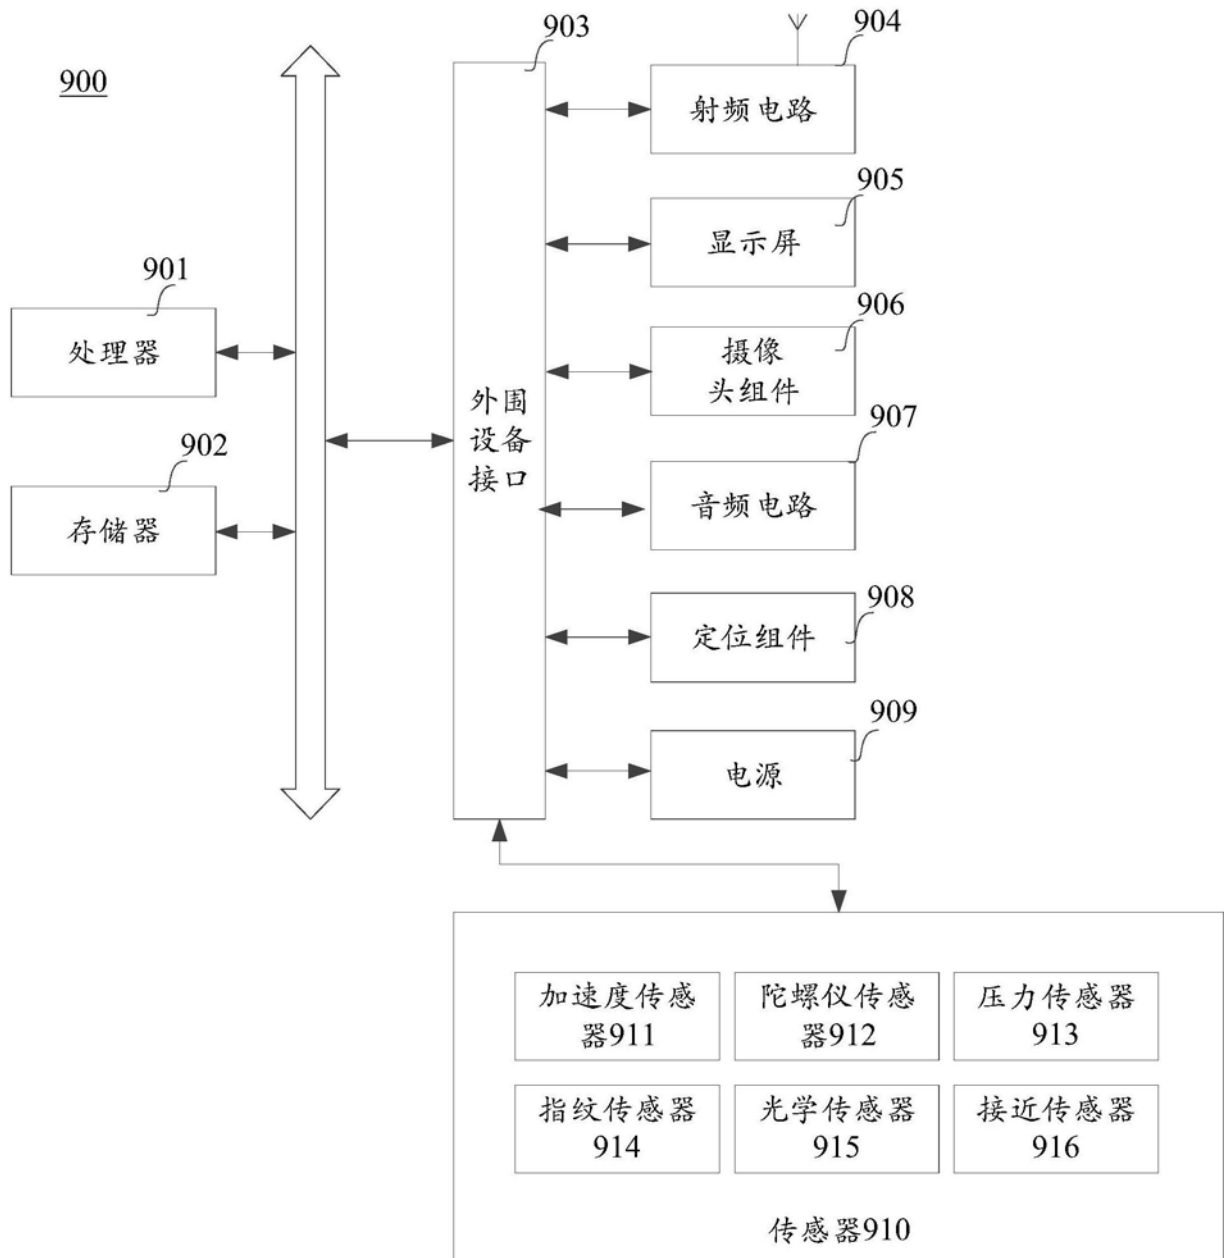 900
903
904
射频电路
905
显示屏
901
处理器
906
摄像
头组件
外围
设备
接口
902
存储器
907
音频电路
908
定位组件
909
电源
加速度传感
器911
陀螺仪传感
器912
压力传感器
913
指纹传感器
914
光学传感器
915
接近传感器
916
传感器910